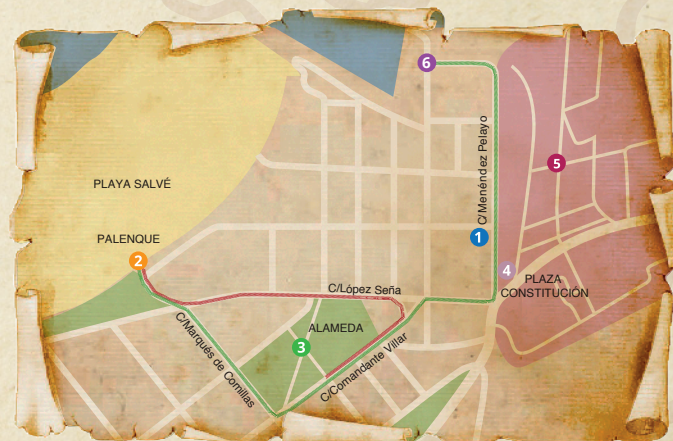 6
C/Menéndez Pelayo
5
PLAYA SALVÉ
PALENQUE
1
2
4
PLAZA
CONSTITUCIÓN
C/López Seña
ALAMEDA
3
C/Marqués de Comillas
C/Comandante Villar